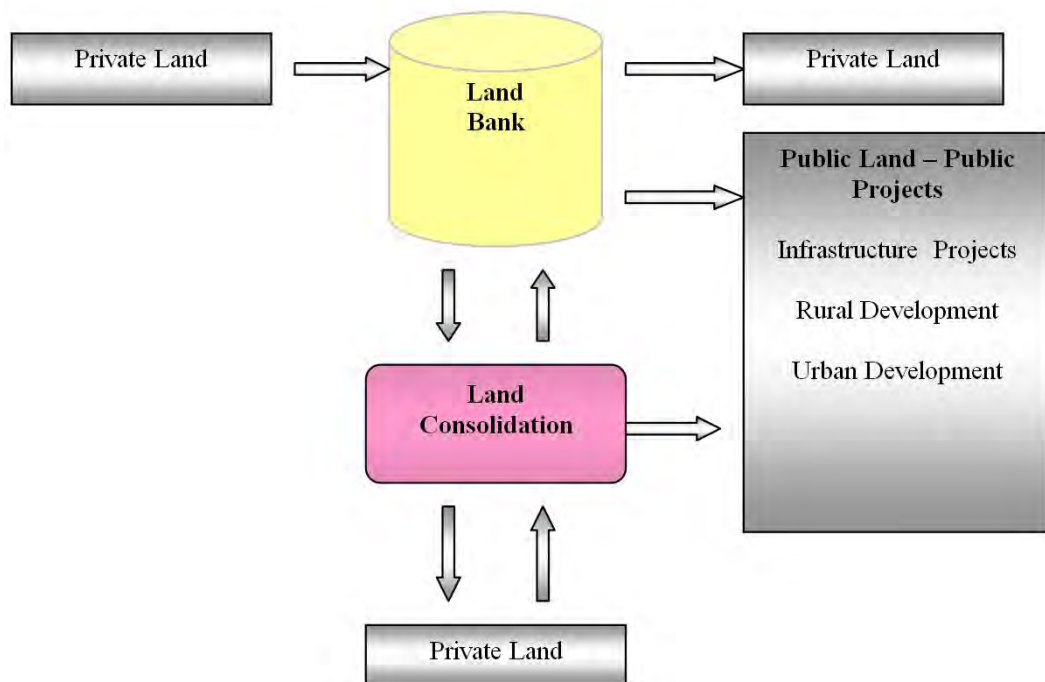 Private Land
Land
Bank
Private Land
Public Land – Public
Projects
Infrastructure Projects
Rural Development
Urban Development
Land
Consolidation
Private Land